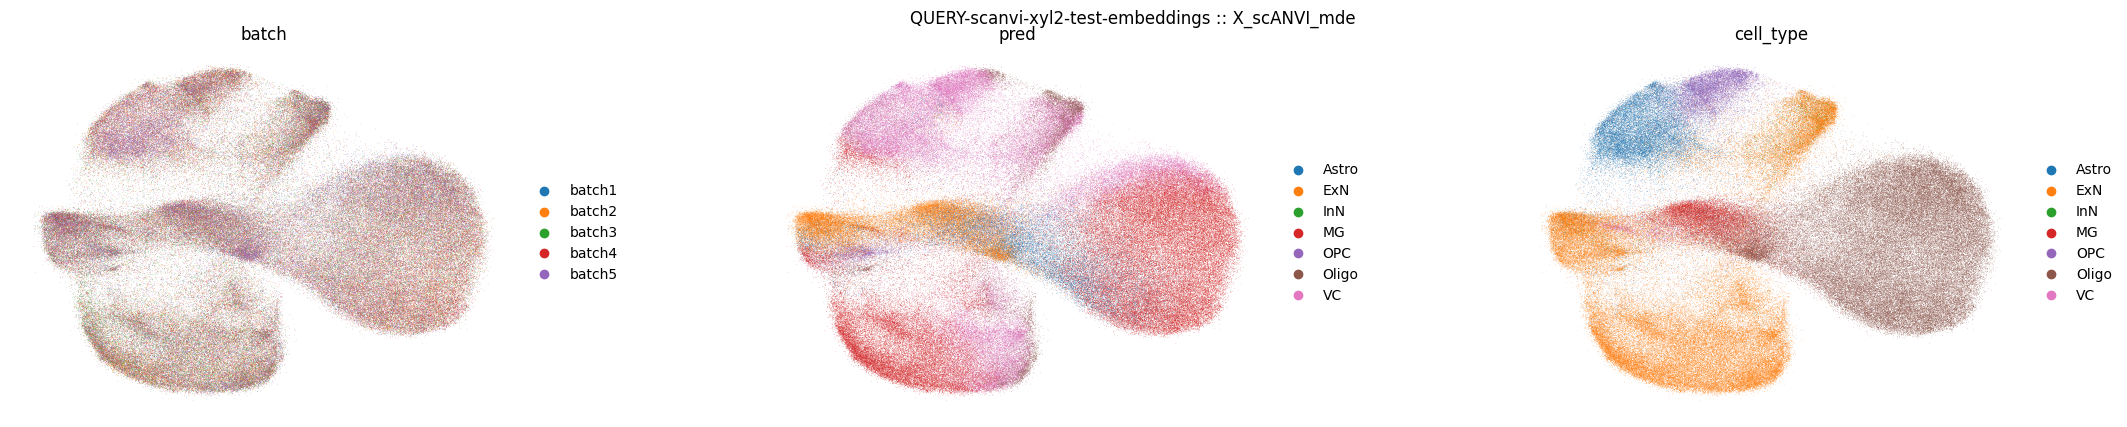 QUERY-scanvi-xyl2-test-embeddings :: X_scANVI_mde
batch
pred
cell_type
batch1
batch2
batch3
batch4
batch5
Astro
ExN
InN
MG
OPC
Oligo
VC
Astro
ExN
InN
MG
OPC
Oligo
VC